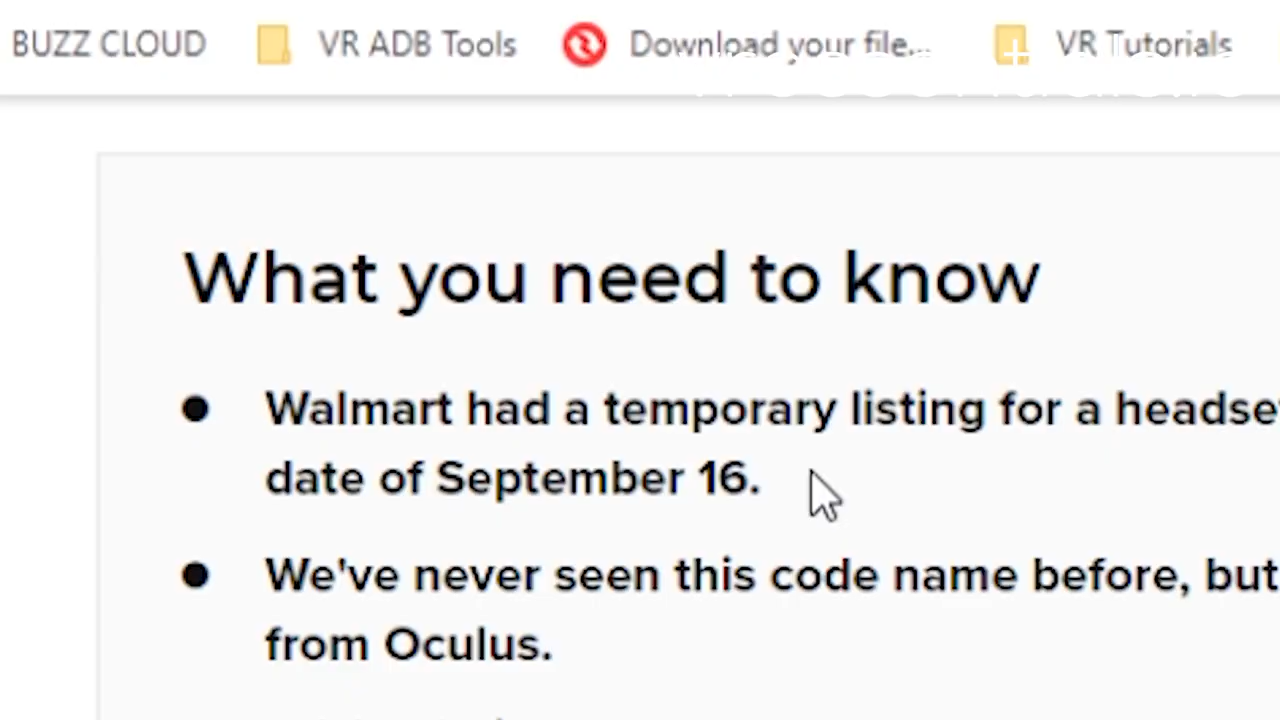 BUZZ CLOUD VR ADB Tools Download your file... VR Tutorials
What you need to know
• Walmart had a temporary listing for a
date of September 16.
• We've never seen this code name before, but
from Oculus.